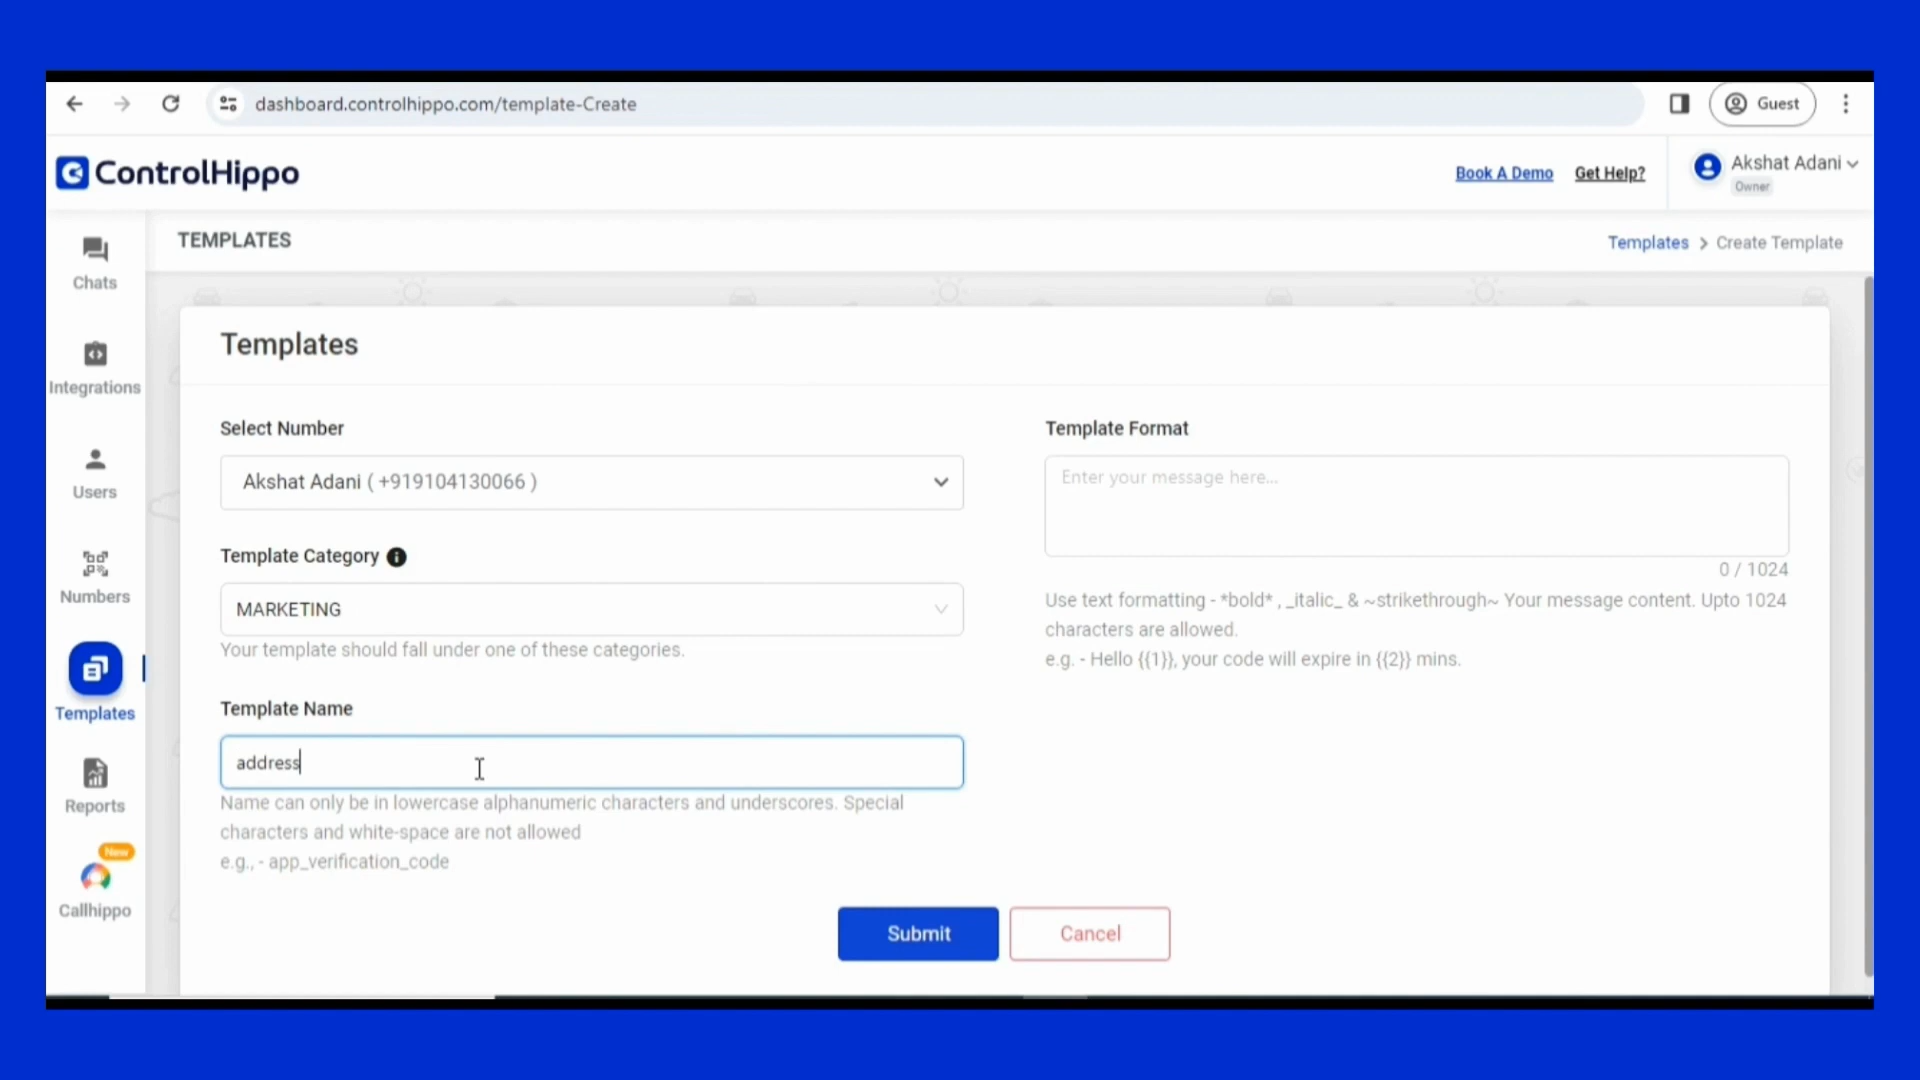 dashboard.controlhippo.com/template-Create
Guest
ControlHippo
Book A Demo
Get Help?
Akshat Adani
Owner
Chats
Integrations
Users
Numbers
Templates
Reports
New
Callhippo
TEMPLATES
Templates > Create Template
Templates
Select Number
Akshat Adani ( +919104130066 )
Template Category
MARKETING
Your template should fall under one of these categories.
Template Name
address
Name can only be in lowercase alphanumeric characters and underscores. Special
characters and white-space are not allowed
e.g., - app_verification_code
Template Format
Enter your message here...
0 / 1024
Use text formatting - *bold* , _italic_ & ~strikethrough~ Your message content. Upto 1024
characters are allowed.
e.g. - Hello {{1}}, your code will expire in {{2}} mins.
Submit
Cancel